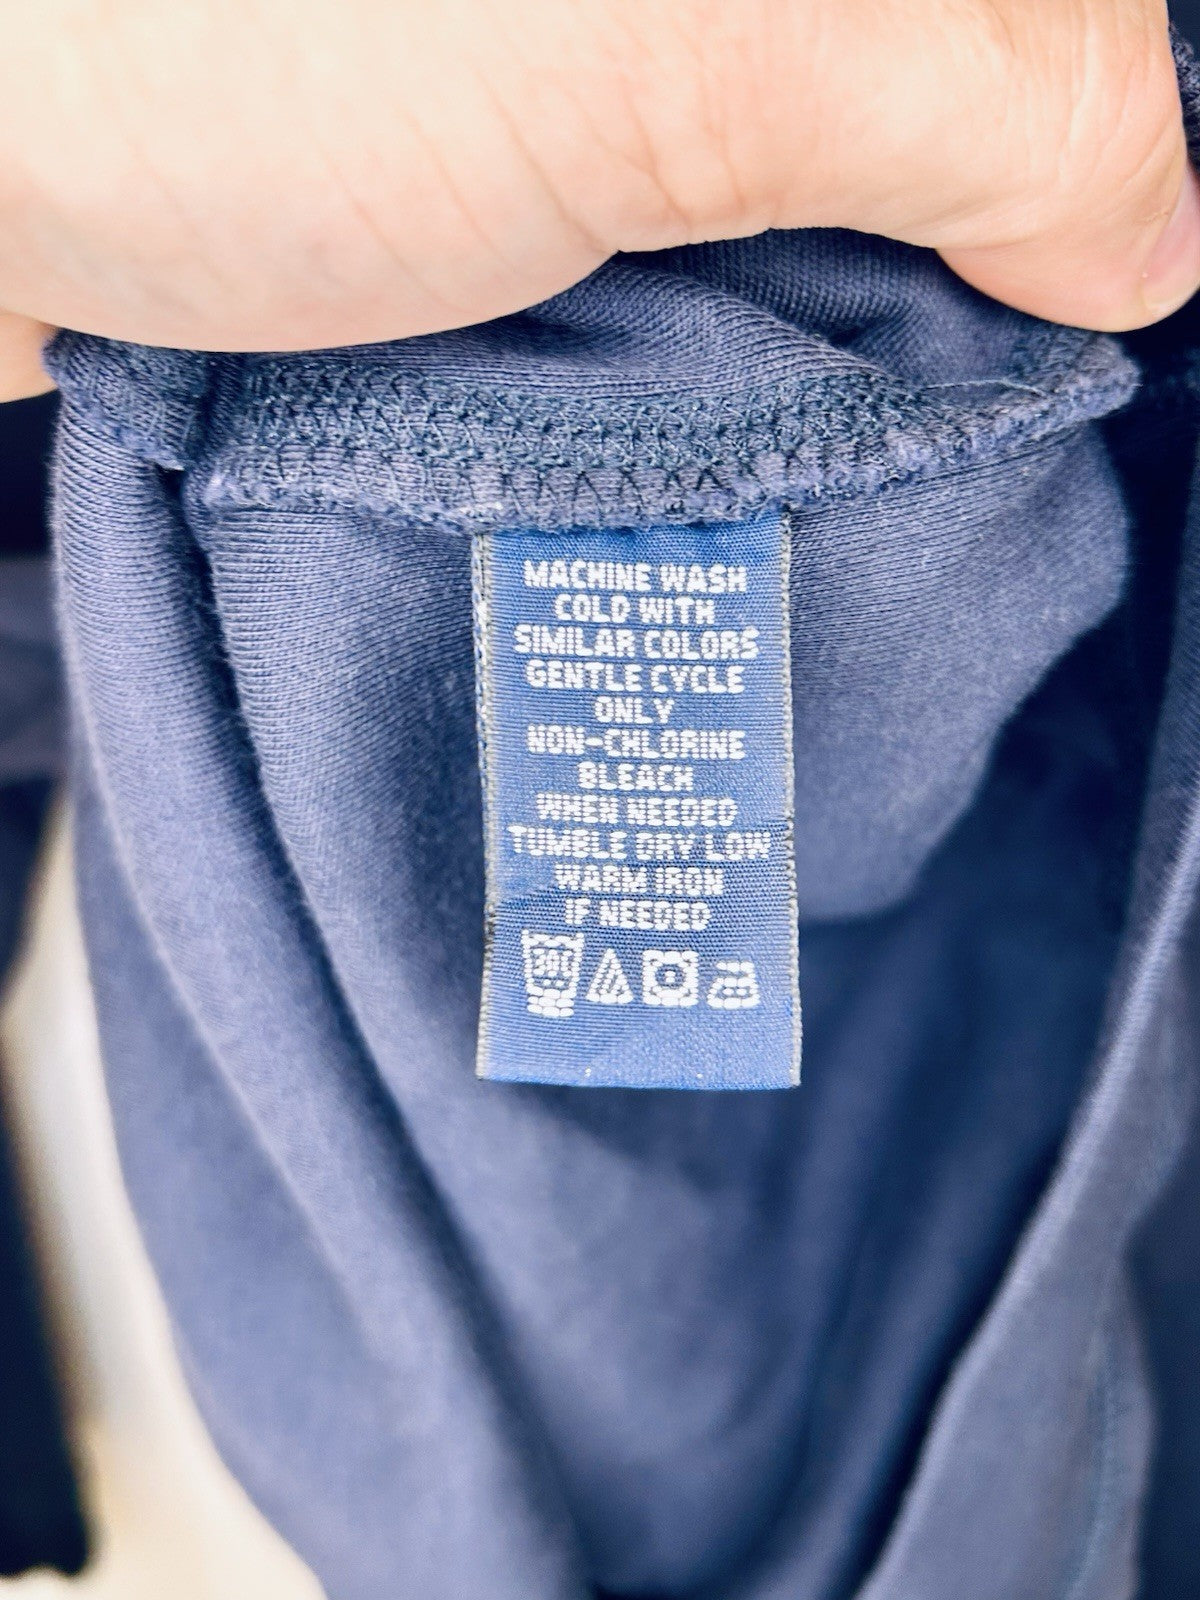 MACHINE WASH
COLD WITH
SIMILAR COLORS
GENTLE CYCLE
ONLY
NON-CHLORINE
BLEACH
WHEN NEEDED
TUMBLE DRY LOW
WARM IRON
IF NEEDED
30